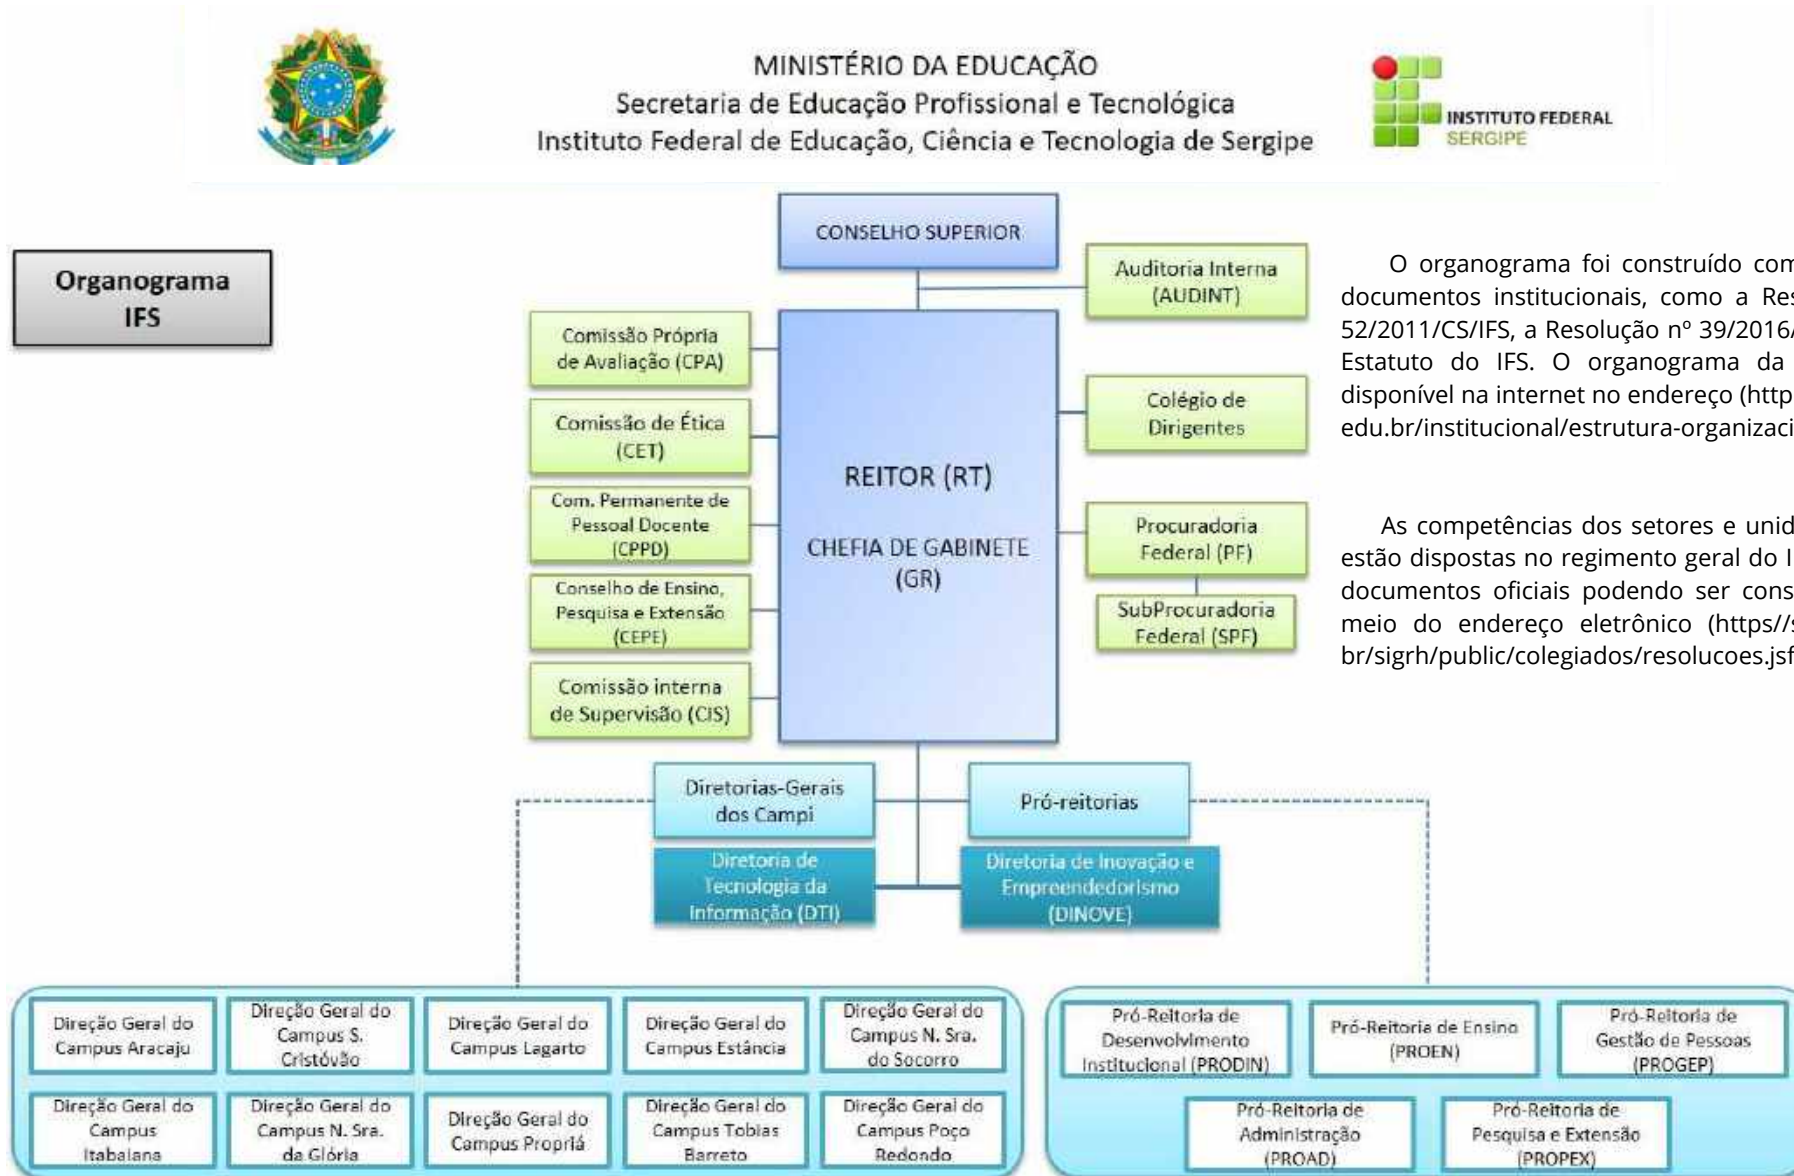 MINISTÉRIO DA EDUCAÇÃO
Secretaria de Educação Profissional e Tecnológica
Instituto Federal de Educação, Ciência e Tecnologia de Sergipe
INSTITUTO FEDERAL
SERGIPE
Organograma
IFS
CONSELHO SUPERIOR
Auditoria Interna
(AUDINT)
Comissão Própria
de Avaliação (CPA)
Comissão de Ética
(CET)
Com. Permanente de
Pessoal Docente
(CPPD)
Conselho de Ensino,
Pesquisa e Extensão
(CEPE)
Comissão interna
de Supervisão (CIS)
REITOR (RT)
CHEFIA DE GABINETE
(GR)
Colégio de
Dirigentes
Procuradoria
Federal (PF)
SubProcuradoria
Federal (SPF)
O organograma foi construído com
documentos institucionais, como a Res
52/2011/CS/IFS, a Resolução nº 39/2016/
Estatuto do IFS. O organograma da
disponível na internet no endereço (http
edu.br/institucional/estrutura-organizaci
As competências dos setores e unid
estão dispostas no regimento geral do I
documentos oficiais podendo ser cons
meio do endereço eletrônico (https//s
br/sigrh/public/colegiados/resolucoes.jsf
Diretorias-Gerais
dos Campi
Pró-reitorias
Diretoria de
Tecnologia da
Informação (DTI)
Diretoria de Inovação e
Empreendedorismo
(DINOVE)
Direção Geral do
Campus Aracaju
Direção Geral do
Campus S.
Cristóvão
Direção Geral do
Campus Lagarto
Direção Geral do
Campus Estância
Direção Geral do
Campus N. Sra.
do Socorro
Direção Geral do
Campus
Itabaiana
Direção Geral do
Campus N. Sra.
da Glória
Direção Geral do
Campus Propriá
Direção Geral do
Campus Tobias
Barreto
Direção Geral do
Campus Poço
Redondo
Pró-Reitoria de
Desenvolvimento
Institucional (PRODIN)
Pró-Reitoria de Ensino
(PROEN)
Pró-Reitoria de
Gestão de Pessoas
(PROGEP)
Pró-Reitoria de
Administração
(PROAD)
Pró-Reitoria de
Pesquisa e Extensão
(PROPEX)